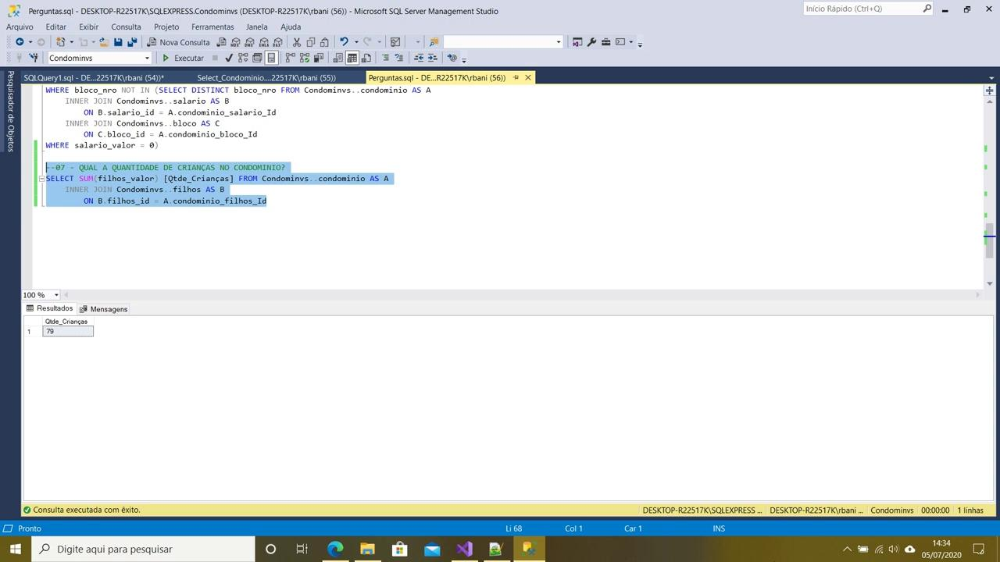 Perguntas.sql - DESKTOP-R22517K\SQLEXPRESS.Condominvs (DESKTOP-R22517K\rbani (56)) - Microsoft SQL Server Management Studio
Início Rápido (Ctrl+Q)
Arquivo Editar Exibir Consulta Projeto Ferramentas Janela Ajuda
Nova Consulta
Condominvs Executar
SQLQuery1.sql - DE...22517K\rbani (54))* Select_Condominio....22517K\rbani (55)) Perguntas.sql - DE...R22517K\rbani (56))
Pesquisador de Objetos
WHERE bloco_nro NOT IN (SELECT DISTINCT bloco_nro FROM Condominvs..condominio AS A
INNER JOIN Condominvs..salario AS B
ON B.salario_id = A.condominio_salario_Id
INNER JOIN Condominvs..bloco AS C
ON C.bloco_id = A.condominio_bloco_Id
WHERE salario_valor = 0)
--07 - QUAL A QUANTIDADE DE CRIANÇAS NO CONDOMINIO?
SELECT SUM(filhos_valor) [Qtde_Crianças] FROM Condominvs..condominio AS A
INNER JOIN Condominvs..filhos AS B
ON B.filhos_id = A.condominio_filhos_Id
100 %
Resultados Mensagens
Qtde_Crianças
1 79
Consulta executada com êxito. DESKTOP-R22517K\SQLEXPRESS ... DESKTOP-R22517K\rbani ... Condominvs 00:00:00 1 linhas
Pronto Li 68 Col 1 Car 1 INS
Digite aqui para pesquisar
14:34
05/07/2020